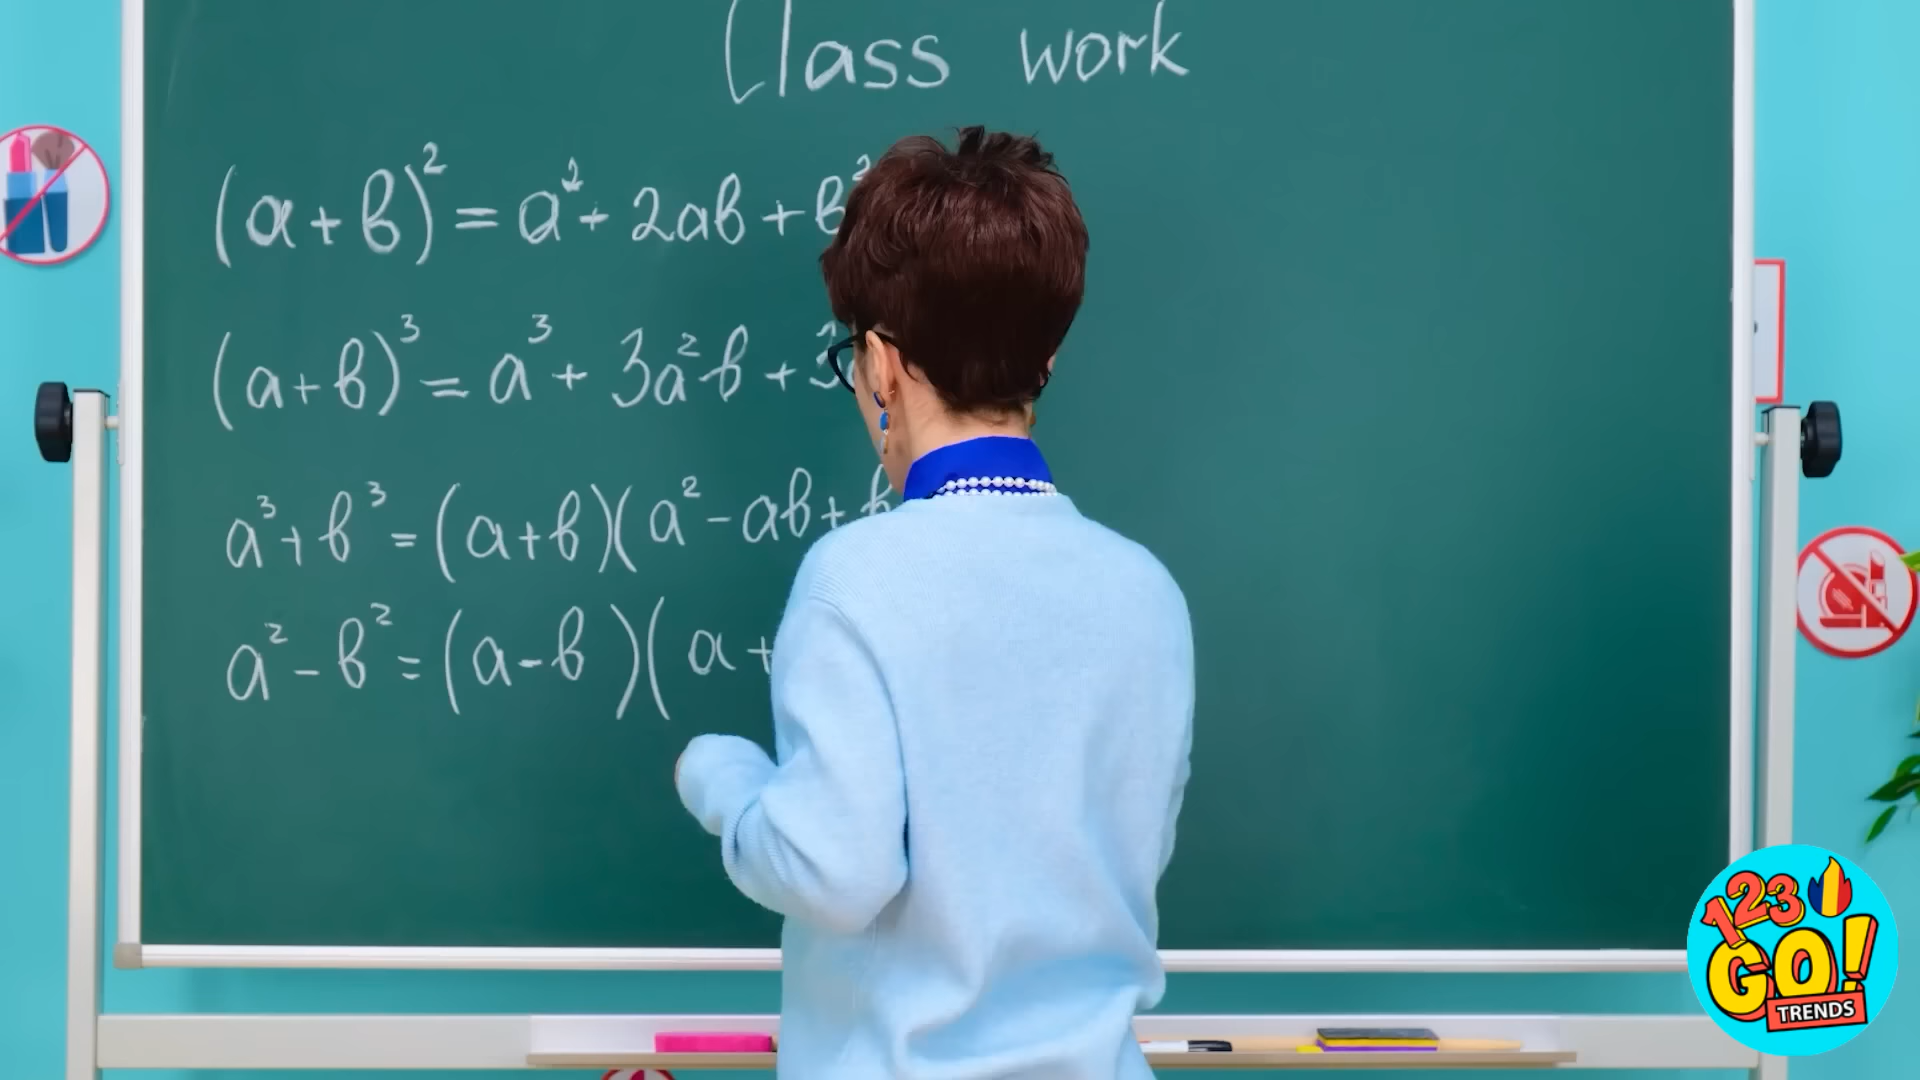 Class work
(a+b)² = a² + 2ab + b²
(a+b)³ = a³ + 3a²b + 3
a³+b³ = (a+b)(a²-ab+b
a²-b² = (a-b)(a+
123
GO!
TRENDS